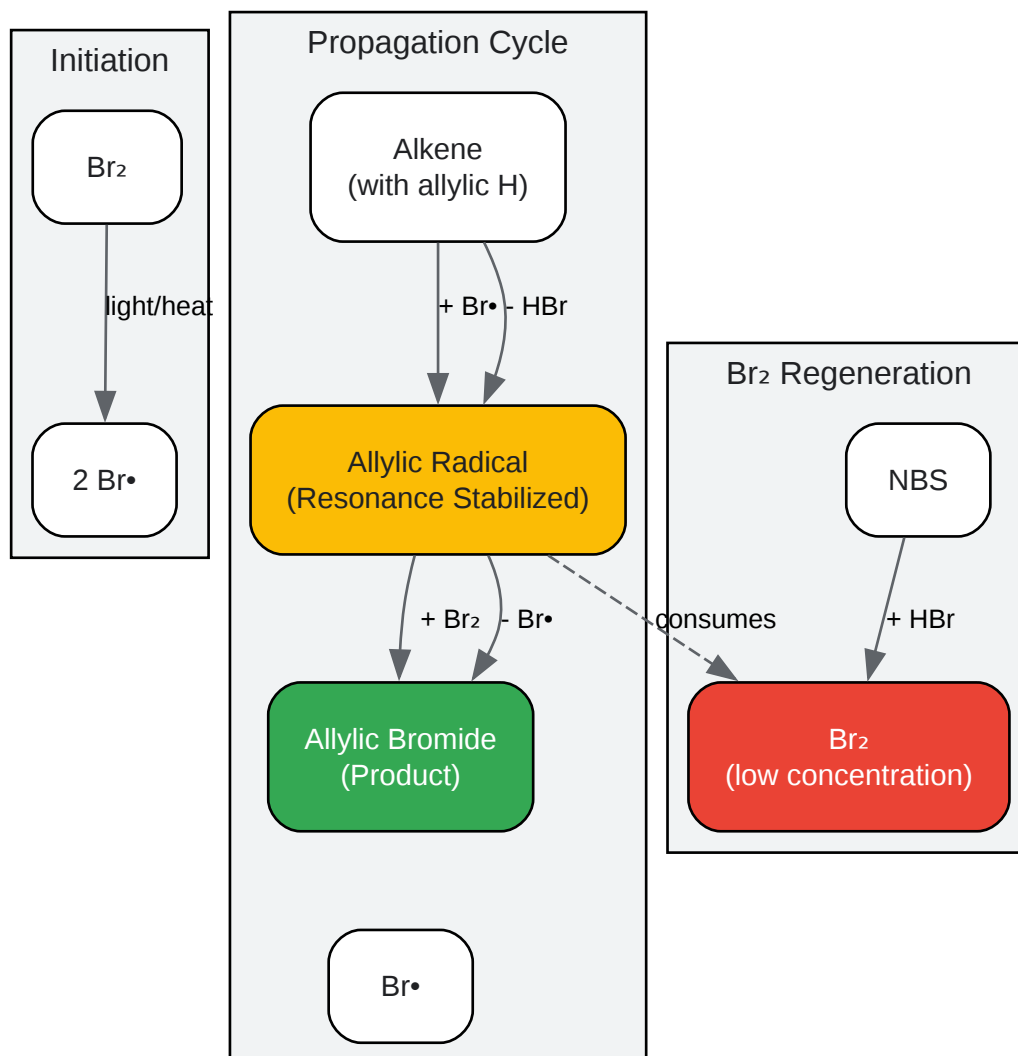 Initiation
Br₂
light/heat
2 Br•
Propagation Cycle
Alkene
(with allylic H)
+ Br•
- HBr
Allylic Radical
(Resonance Stabilized)
+ Br₂
- Br•
consumes
Allylic Bromide
(Product)
Br•
Br₂ Regeneration
NBS
+ HBr
Br₂
(low concentration)